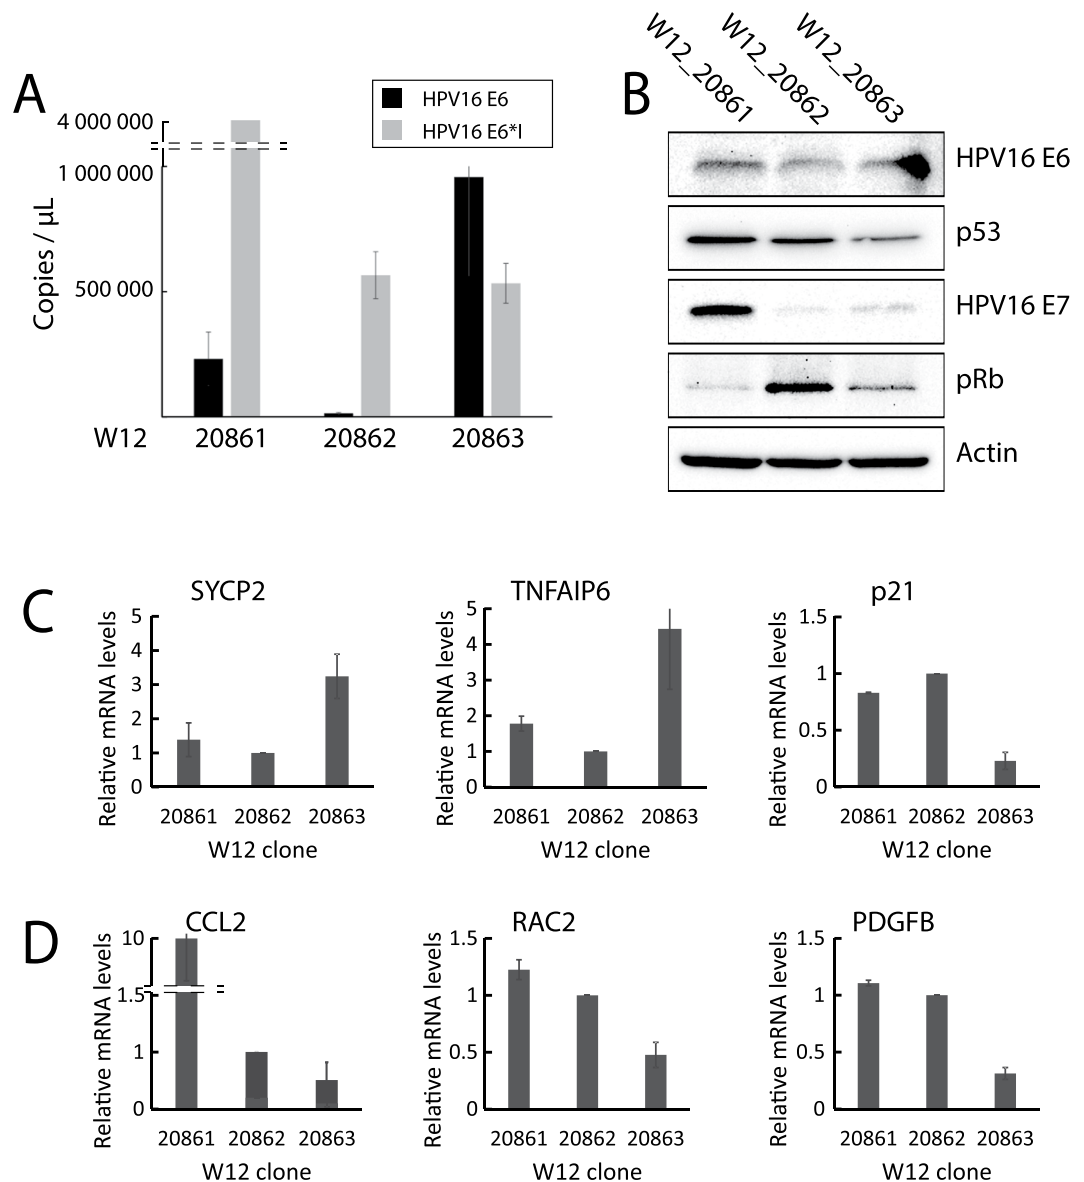 A
HPV16 E6
HPV16 E6*I
4 000 000
1 000 000
500 000
Copies / µL
W12 20861 20862 20863
B
W12_20861 W12_20862 W12_20863
HPV16 E6
p53
HPV16 E7
pRb
Actin
C
SYCP2
Relative mRNA levels
5
4
3
2
1
0
20861 20862 20863
W12 clone
TNFAIP6
Relative mRNA levels
5
4
3
2
1
0
20861 20862 20863
W12 clone
p21
Relative mRNA levels
1.5
1
0.5
0
20861 20862 20863
W12 clone
D
CCL2
Relative mRNA levels
10
1.5
1
0
20861 20862 20863
W12 clone
RAC2
Relative mRNA levels
1.5
1
0.5
0
20861 20862 20863
W12 clone
PDGFB
Relative mRNA levels
1.5
1
0.5
0
20861 20862 20863
W12 clone